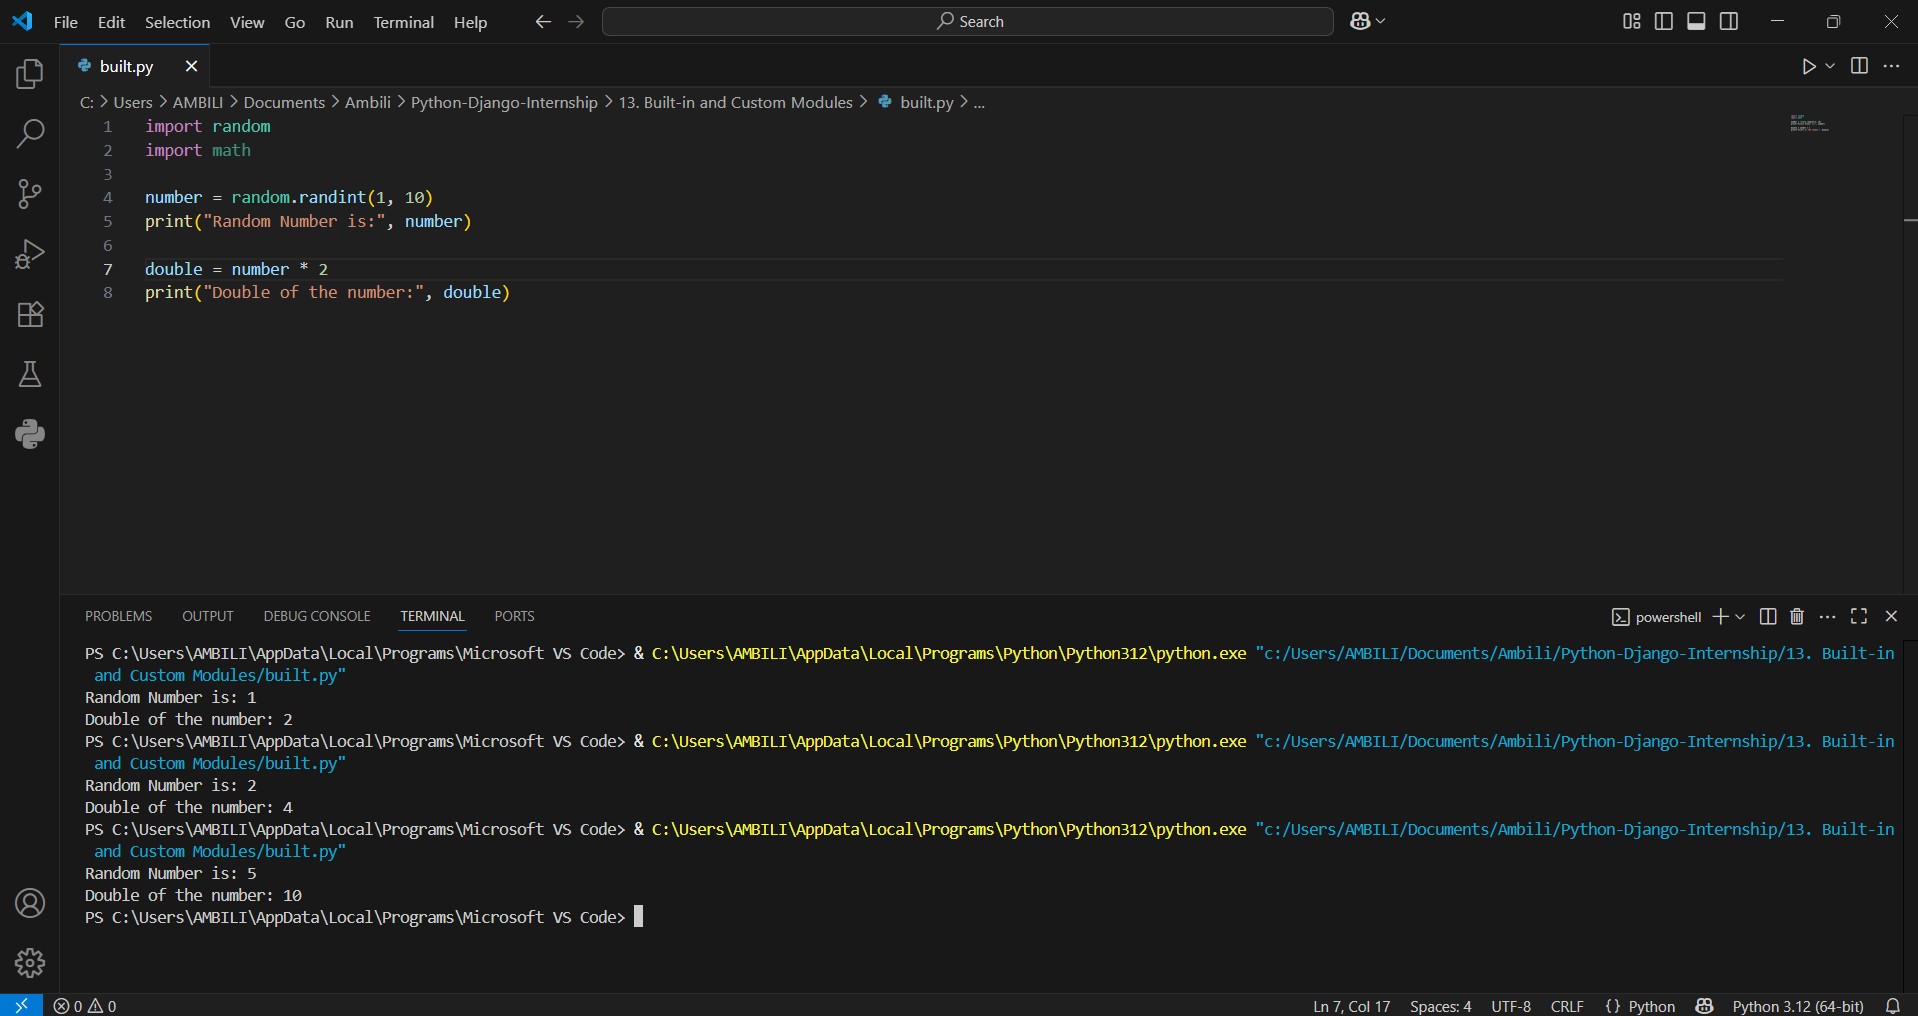 File Edit Selection View Go Run Terminal Help Search
built.py
C: > Users > AMBILI > Documents > Ambili > Python-Django-Internship > 13. Built-in and Custom Modules > built.py > ...
1 import random
2 import math
3
4 number = random.randint(1, 10)
5 print("Random Number is:", number)
6
7 double = number * 2
8 print("Double of the number:", double)
PROBLEMS OUTPUT DEBUG CONSOLE TERMINAL PORTS powershell
PS C:\Users\AMBILI\AppData\Local\Programs\Microsoft VS Code> & C:\Users\AMBILI\AppData\Local\Programs\Python\Python312\python.exe "c:/Users/AMBILI/Documents/Ambili/Python-Django-Internship/13. Built-in
and Custom Modules/built.py"
Random Number is: 1
Double of the number: 2
PS C:\Users\AMBILI\AppData\Local\Programs\Microsoft VS Code> & C:\Users\AMBILI\AppData\Local\Programs\Python\Python312\python.exe "c:/Users/AMBILI/Documents/Ambili/Python-Django-Internship/13. Built-in
and Custom Modules/built.py"
Random Number is: 2
Double of the number: 4
PS C:\Users\AMBILI\AppData\Local\Programs\Microsoft VS Code> & C:\Users\AMBILI\AppData\Local\Programs\Python\Python312\python.exe "c:/Users/AMBILI/Documents/Ambili/Python-Django-Internship/13. Built-in
and Custom Modules/built.py"
Random Number is: 5
Double of the number: 10
PS C:\Users\AMBILI\AppData\Local\Programs\Microsoft VS Code>
0 0 Ln 7, Col 17 Spaces: 4 UTF-8 CRLF {} Python Python 3.12 (64-bit)